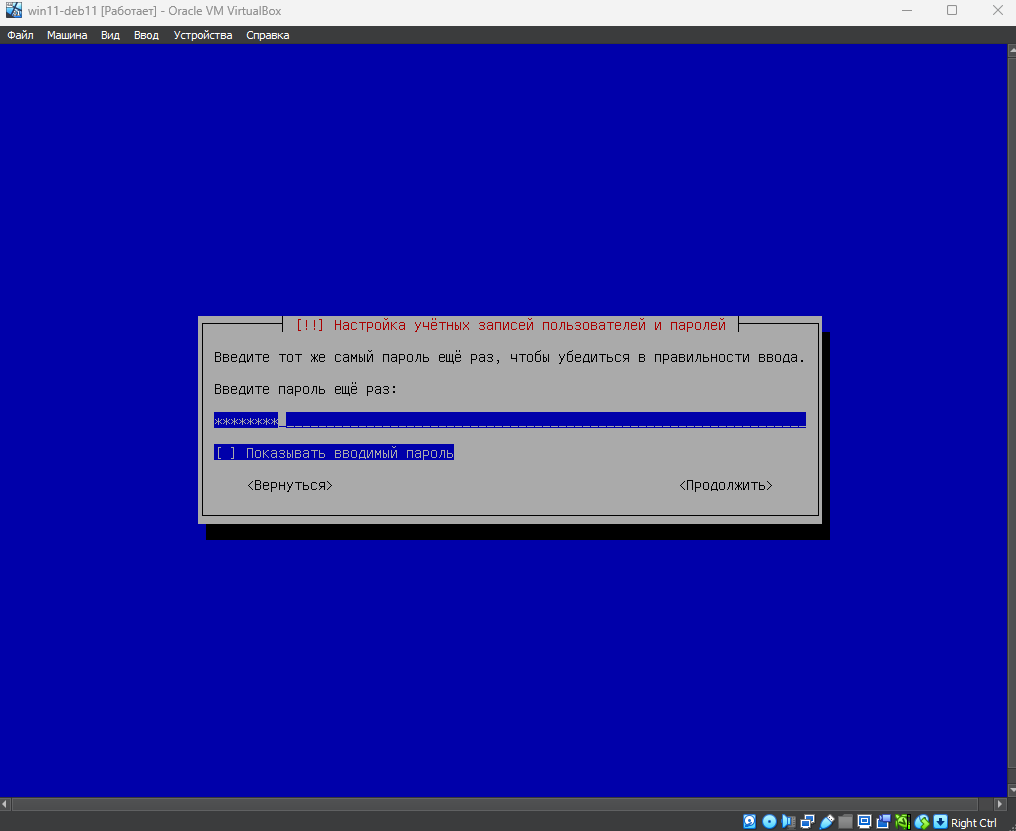 win11-deb11 [Работает] - Oracle VM VirtualBox
Файл Машина Вид Ввод Устройства Справка
[!!] Настройка учётных записей пользователей и паролей
Введите тот же самый пароль ещё раз, чтобы убедиться в правильности ввода.
Введите пароль ещё раз:
********
[ ] Показывать вводимый пароль
<Вернуться> <Продолжить>
Right Ctrl